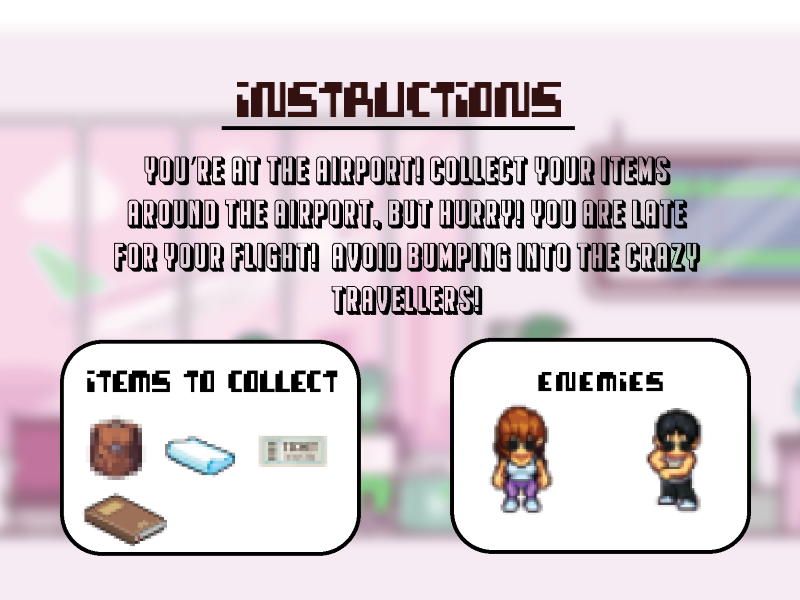 INSTRUCTIONS
YOU'RE AT THE AIRPORT! COLLECT YOUR ITEMS
AROUND THE AIRPORT, BUT HURRY! YOU ARE LATE
FOR YOUR FLIGHT! AVOID BUMPING INTO THE CRAZY
TRAVELLERS!
ITEMS TO COLLECT
ENEMIES
TICKET